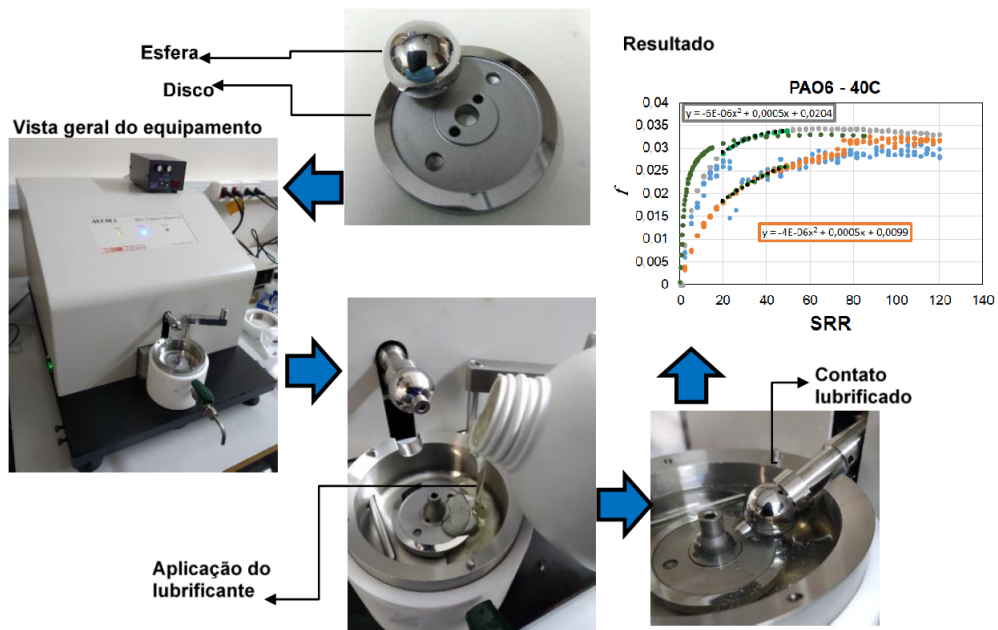 Esfera
Disco
Vista geral do equipamento
Resultado
PAO6 - 40C
0.04
0,035
0.03
0.025
0,02
0.015
0.01
0,005
0
y = -6E-06x² + 0,0005x + 0,0204
y = -4E-06x² + 0,0005x + 0,0099
f
0
20
40
60
80
100
120
140
SRR
Contato
lubrificado
Aplicação do
lubrificante